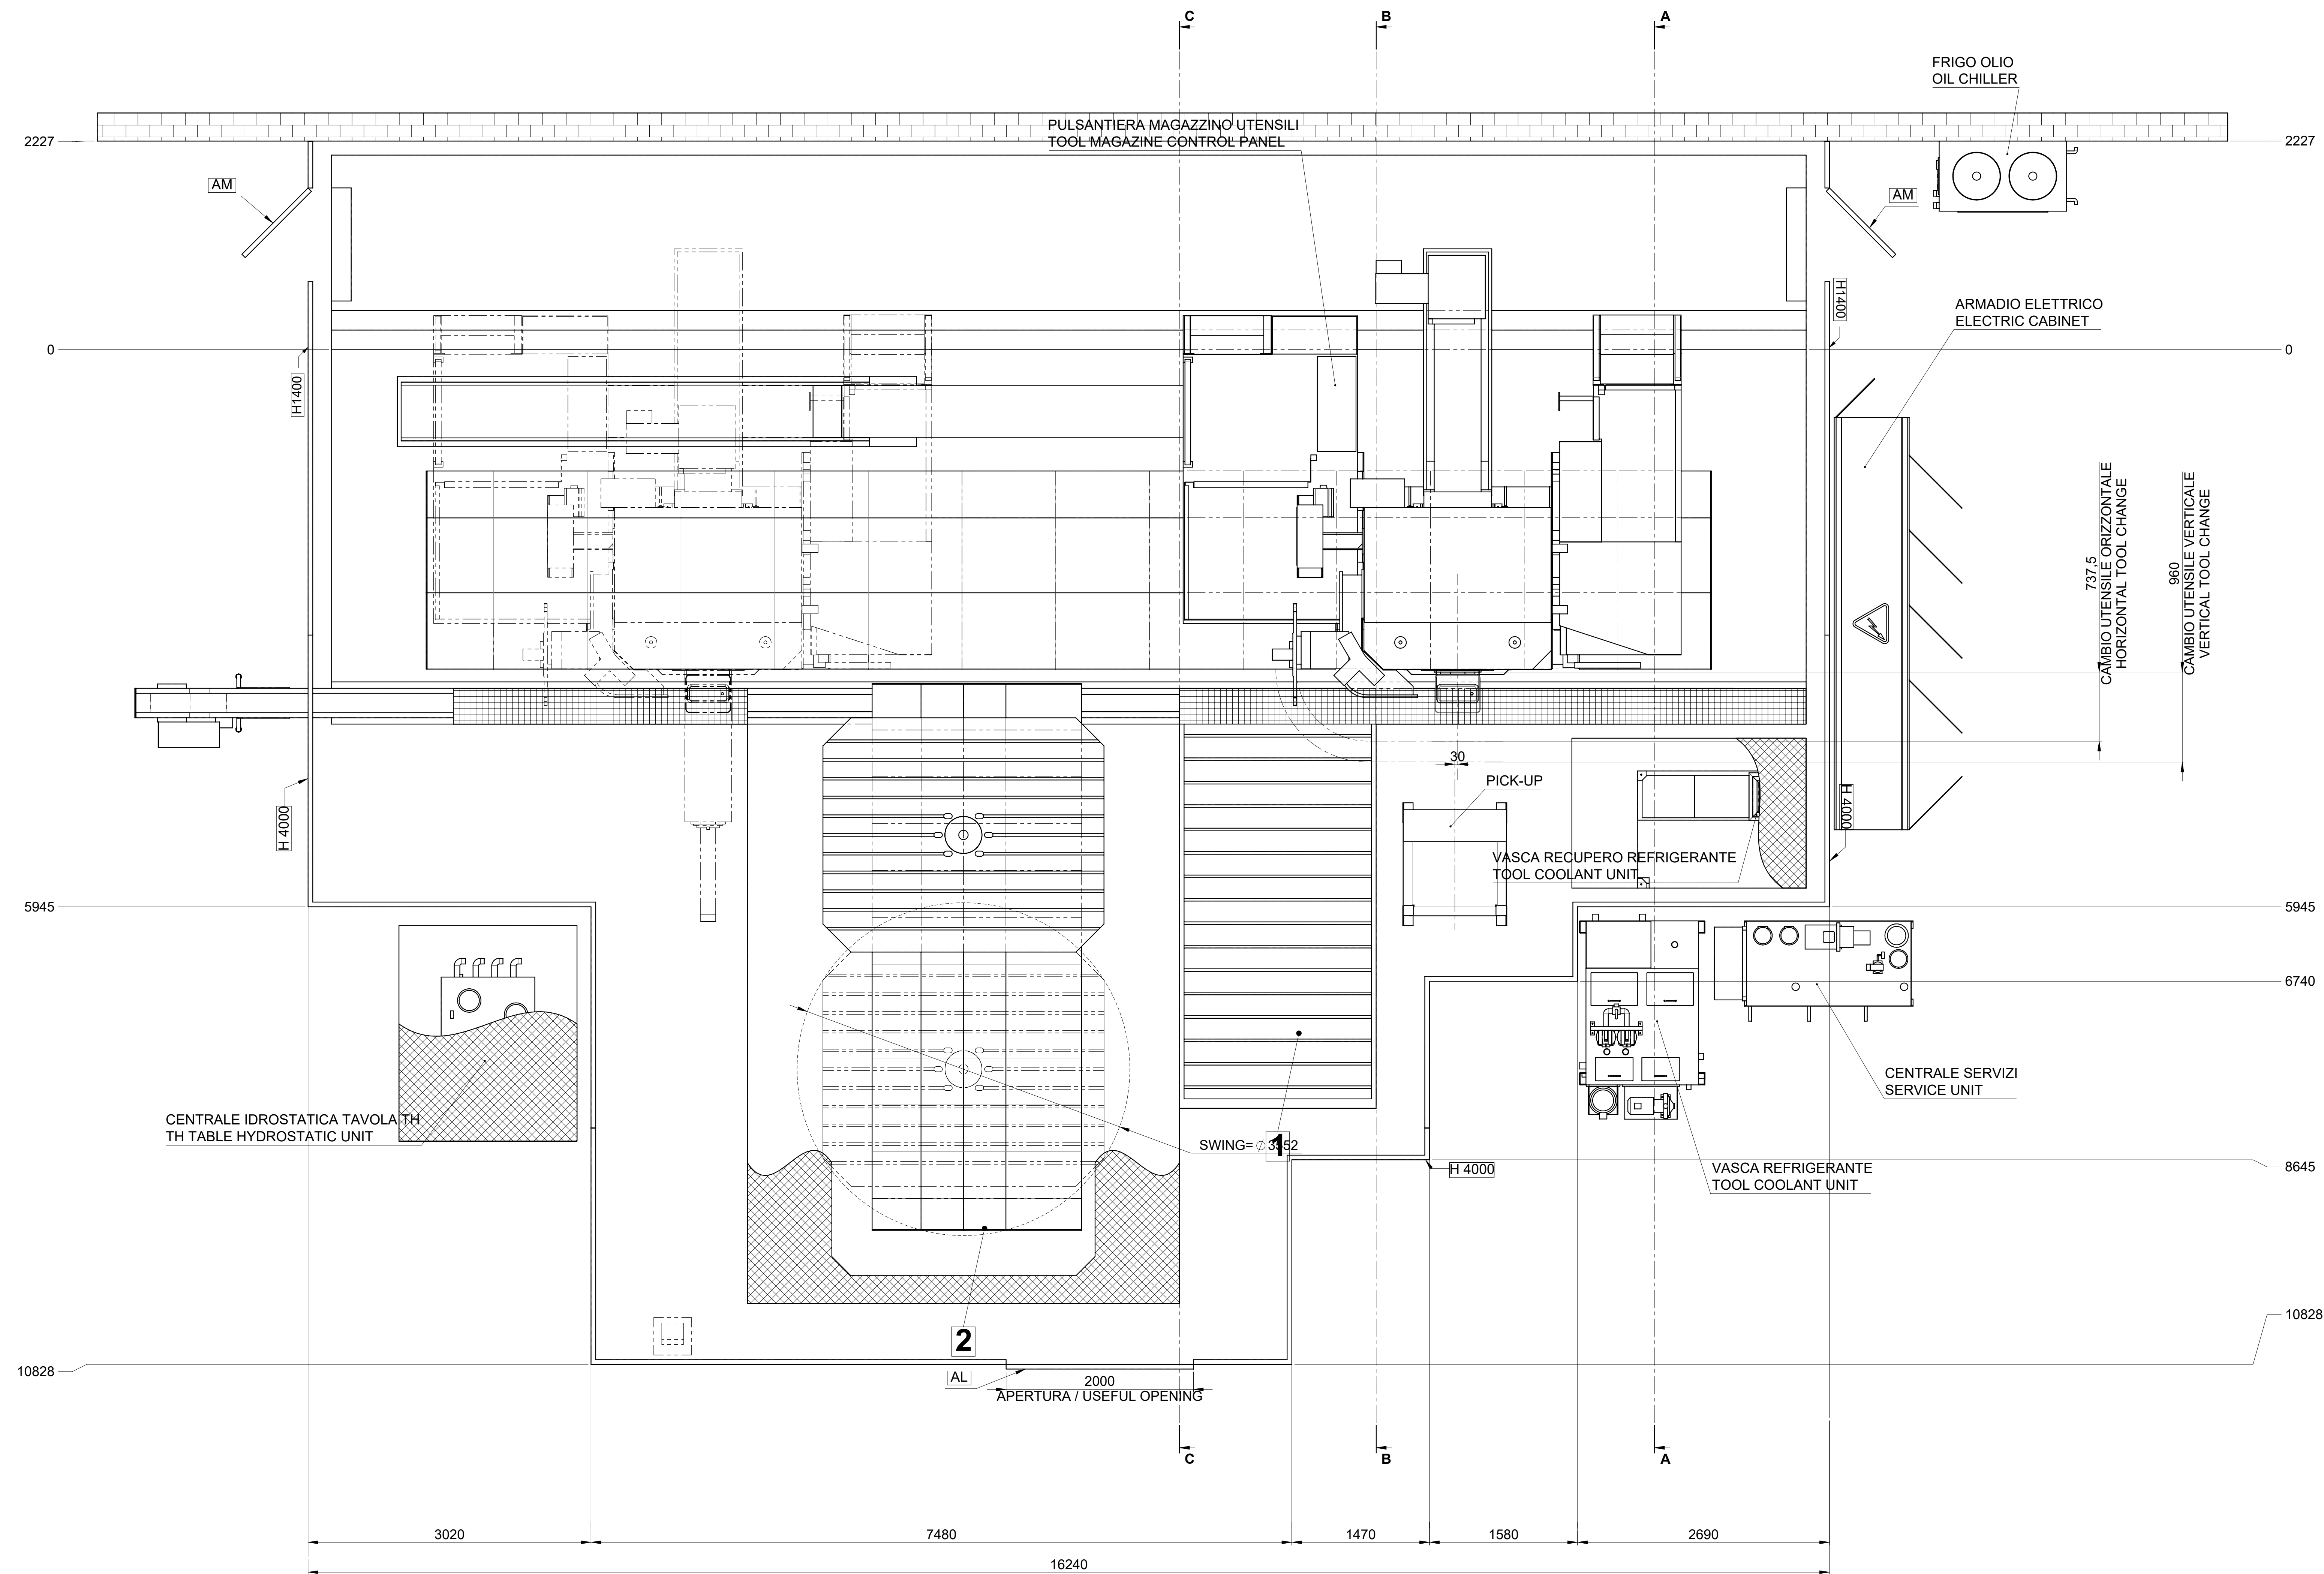 C
B
A
FRIGO OLIO
OIL CHILLER
PULSANTIERA MAGAZZINO UTENSILI
TOOL MAGAZINE CONTROL PANEL
2227
2227
AM
AM
H1400
ARMADIO ELETTRICO
ELECTRIC CABINET
0
0
H1400
737,5
CAMBIO UTENSILE ORIZZONTALE
HORIZONTAL TOOL CHANGE
960
CAMBIO UTENSILE VERTICALE
VERTICAL TOOL CHANGE
30
PICK-UP
H 4000
H 4000
VASCA RECUPERO REFRIGERANTE
TOOL COOLANT UNIT
5945
5945
6740
CENTRALE SERVIZI
SERVICE UNIT
CENTRALE IDROSTATICA TAVOLA TH
TH TABLE HYDROSTATIC UNIT
SWING= ∅ 3552
1
H 4000
VASCA REFRIGERANTE
TOOL COOLANT UNIT
8645
10828
2
10828
AL
2000
APERTURA / USEFUL OPENING
C
B
A
3020
7480
1470
1580
2690
16240